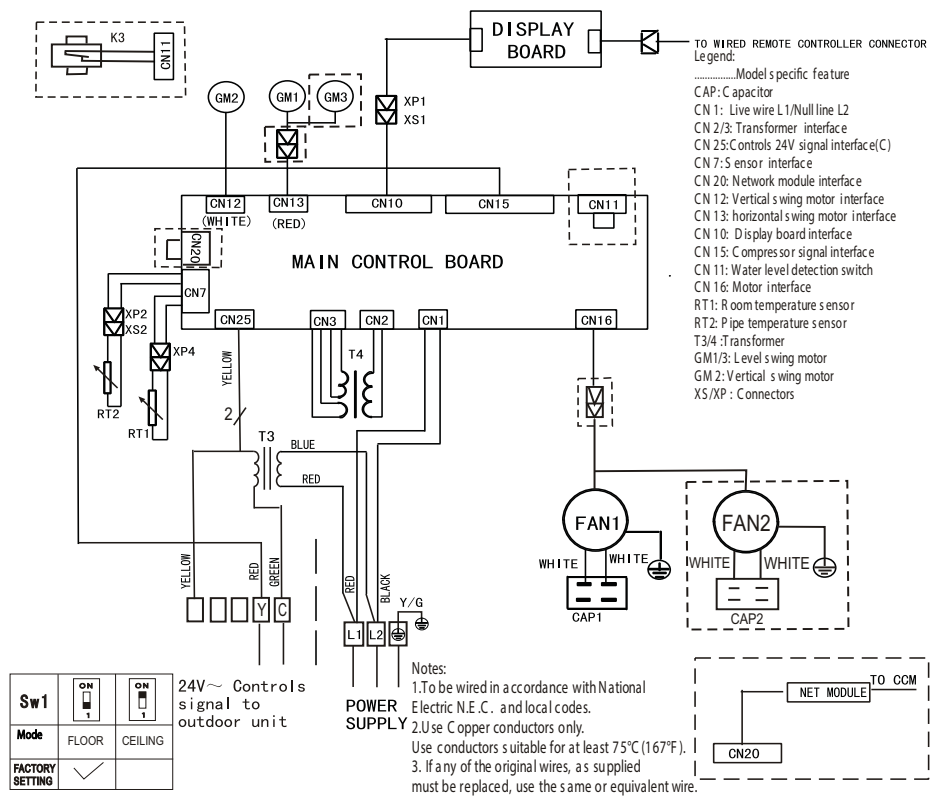 K3
CN11
DISPLAY
BOARD
TO WIRED REMOTE CONTROLLER CONNECTOR
Legend:
...............Model specific feature
CAP: Capacitor
CN 1: Live wire L1/Null line L2
CN 2/3: Transformer interface
CN 25:Controls 24V signal interface(C)
CN 7: Sensor interface
CN 20: Network module interface
CN 12: Vertical swing motor interface
CN 13: horizontal swing motor interface
CN 10: Display board interface
CN 15: Compressor signal interface
CN 11: Water level detection switch
CN 16: Motor interface
RT1: Room temperature sensor
RT2: Pipe temperature sensor
T3/4 :Transformer
GM1/3: Level swing motor
GM 2: Vertical swing motor
XS/XP : Connectors
GM2
GM1
GM3
XP1
XS1
CN12
(WHITE)
CN13
(RED)
CN10
CN15
CN11
CN20
MAIN CONTROL BOARD
CN7
CN25
CN3
CN2
CN1
CN16
XP2
XS2
XP4
RT2
RT1
YELLOW
2
T4
T3
BLUE
RED
FAN1
FAN2
WHITE
WHITE
WHITE
WHITE
CAP1
CAP2
YELLOW
RED
GREEN
RED
BLACK
Y/G
Y
C
L1
L2
24V~ Controls
signal to
outdoor unit
POWER
SUPPLY
Sw1
ON
1
ON
1
Mode
FLOOR
CEILING
FACTORY
SETTING
Notes:
1.To be wired in accordance with National
Electric N.E.C. and local codes.
2.Use Copper conductors only.
Use conductors suitable for at least 75°C (167°F).
3. If any of the original wires, as supplied
must be replaced, use the same or equivalent wire.
NET MODULE
TO CCM
CN20